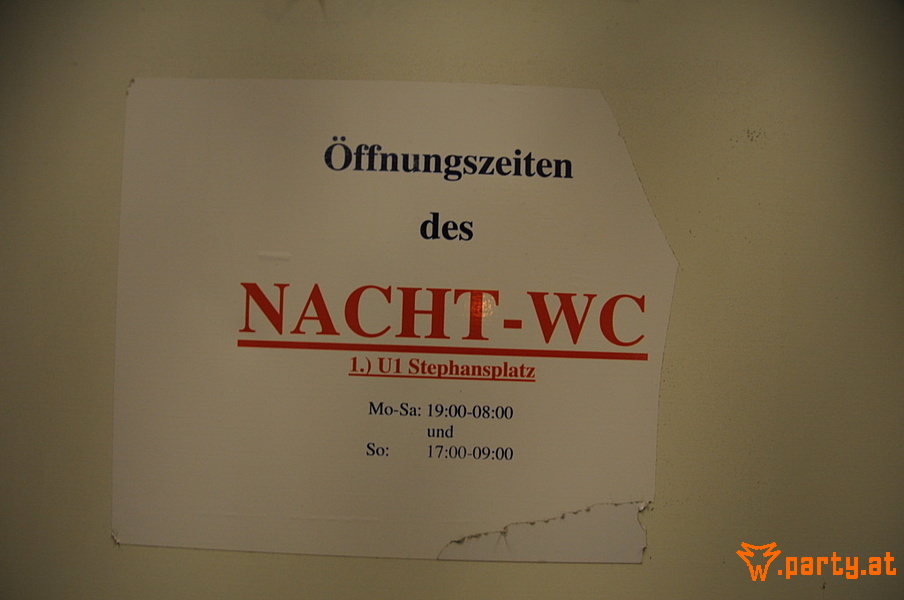 Öffnungszeiten
des
NACHT-WC
1.) U1 Stephansplatz
Mo-Sa: 19:00-08:00
und
So: 17:00-09:00
W.party.at